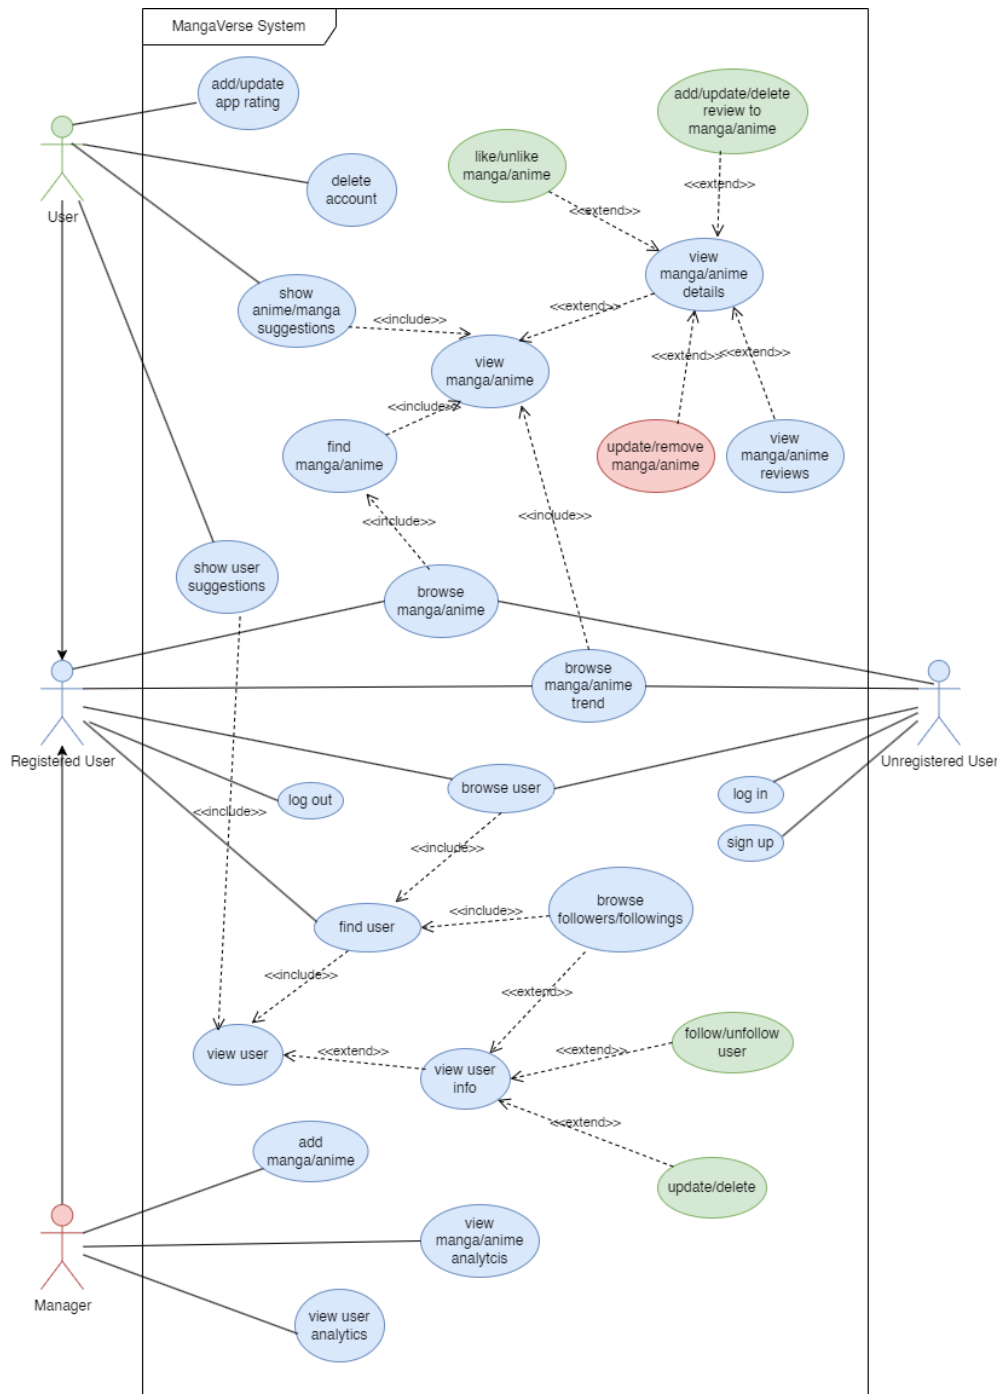 MangaVerse System
add/update
app rating
add/update/delete
review to
manga/anime
like/unlike
manga/anime
delete
account
<<extend>>
<<extend>>
User
view
manga/anime
details
show
anime/manga
suggestions
<<extend>>
<<include>>
view
manga/anime
<<extend>>
<<extend>>
<<include>>
find
manga/anime
update/remove
manga/anime
view
manga/anime
reviews
<<include>>
<<include>>
show user
suggestions
browse
manga/anime
browse
manga/anime
trend
Registered User
Unregistered User
browse user
log out
log in
<<include>>
sign up
<<include>>
browse
followers/followings
<<include>>
find user
<<include>>
<<extend>>
follow/unfollow
user
view user
<<extend>>
<<extend>>
view user
info
<<extend>>
add
manga/anime
update/delete
view
manga/anime
analytcis
Manager
view user
analytics